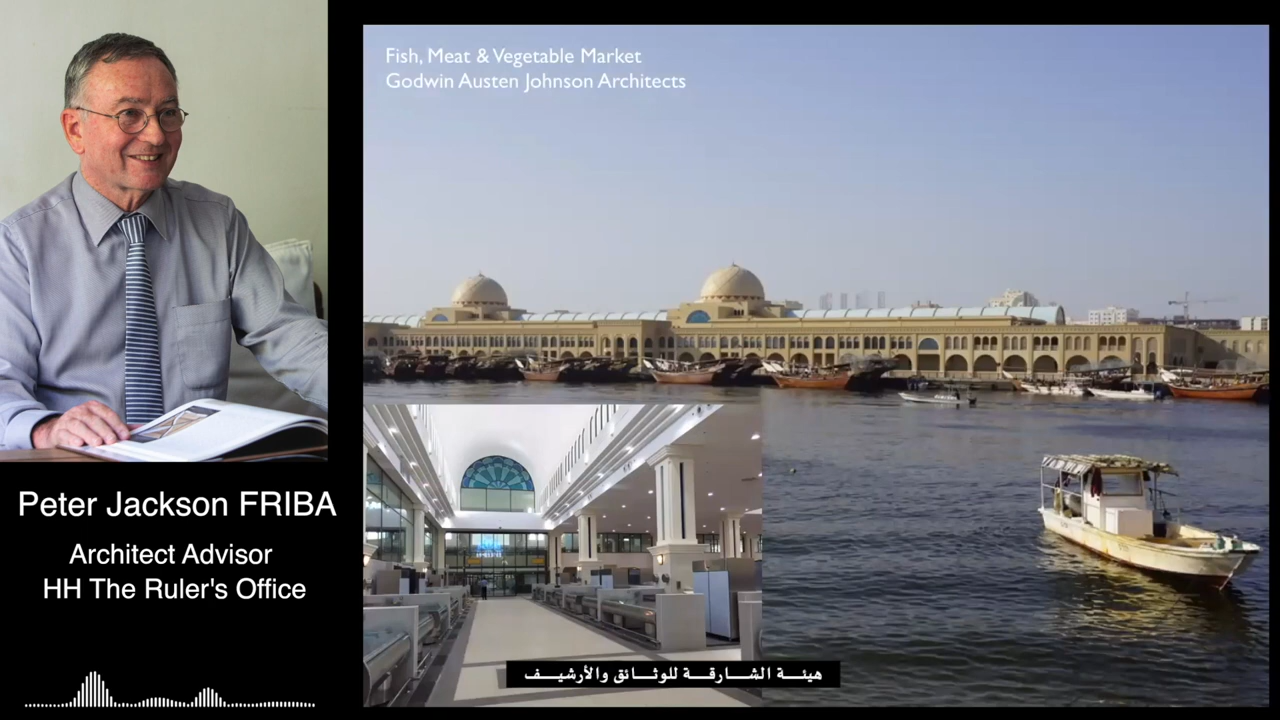 Fish, Meat & Vegetable Market
Godwin Austen Johnson Architects
Peter Jackson FRIBA
Architect Advisor
HH The Ruler's Office
هيئة الشارقة للوثائق والأرشيف